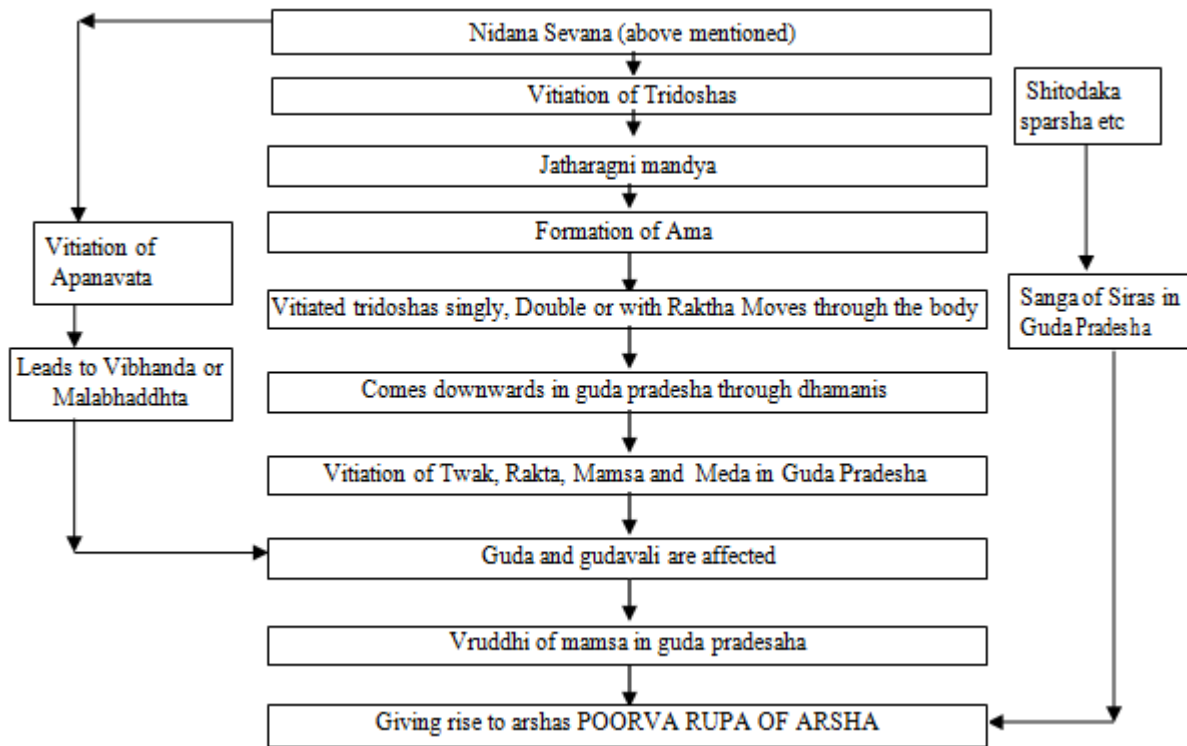 Nidana Sevana (above mentioned)
Vitiation of Tridoshas
Shitodaka
sparsha etc
Jatharagni mandya
Formation of Ama
Vitiation of
Apanavata
Vitiated tridoshas singly, Double or with Raktha Moves through the body
Sanga of Siras in
Guda Pradesha
Leads to Vibhanda or
Malabhaddhta
Comes downwards in guda pradesha through dhamanis
Vitiation of Twak, Rakta, Mamsa and Meda in Guda Pradesha
Guda and gudavali are affected
Vruddhi of mamsa in guda pradesaha
Giving rise to arshas POORVA RUPA OF ARSHA